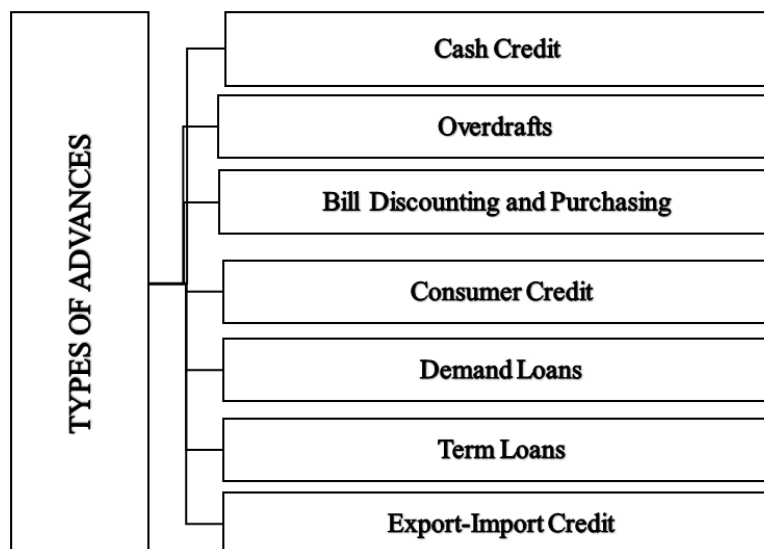 TYPES OF ADVANCES
Cash Credit
Overdrafts
Bill Discounting and Purchasing
Consumer Credit
Demand Loans
Term Loans
Export-Import Credit